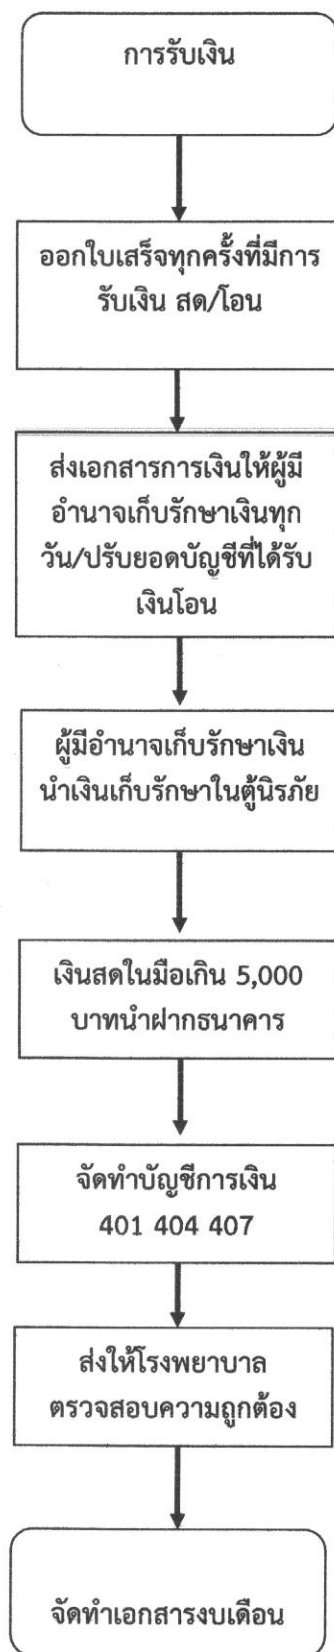 การรับเงิน
ออกใบเสร็จทุกครั้งที่มีการ
รับเงิน สด/โอน
ส่งเอกสารการเงินให้ผู้มี
อำนาจเก็บรักษาเงินทุก
วัน/ปรับยอดบัญชีที่ได้รับ
เงินโอน
ผู้มีอำนาจเก็บรักษาเงิน
นำเงินเก็บรักษาในตู้นิรภัย
เงินสดในมือเกิน 5,000
บาทนำฝากธนาคาร
จัดทำบัญชีการเงิน
401 404 407
ส่งให้โรงพยาบาล
ตรวจสอบความถูกต้อง
จัดทำเอกสารงบเดือน